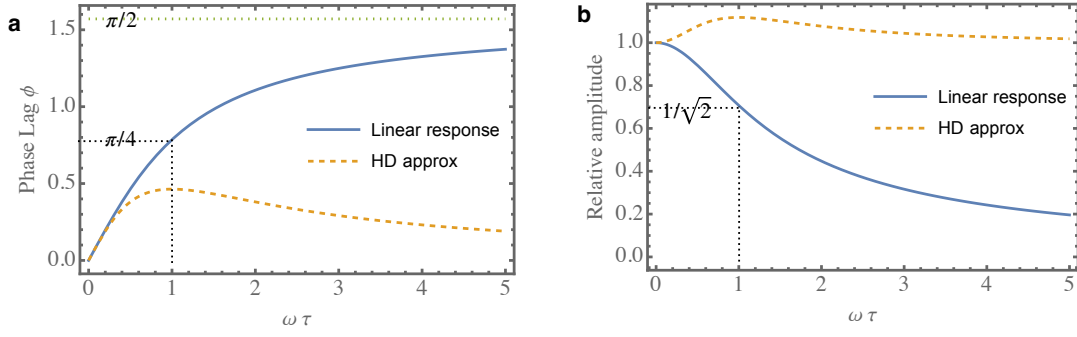 a
Phase Lag ϕ
1.5
1.0
0.5
0.0
π/2
π/4
Linear response
HD approx
0 1 2 3 4 5
ω τ
b
Relative amplitude
1.0
0.8
0.6
0.4
0.2
0.0
1/√2
Linear response
HD approx
0 1 2 3 4 5
ω τ